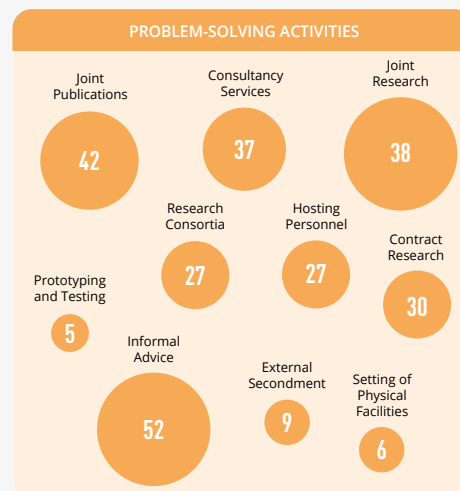 PROBLEM-SOLVING ACTIVITIES
Joint
Publications
42
Consultancy
Services
37
Joint
Research
38
Research
Consortia
27
Hosting
Personnel
27
Contract
Research
30
Prototyping
and Testing
5
Informal
Advice
52
External
Secondment
9
Setting of
Physical
Facilities
6